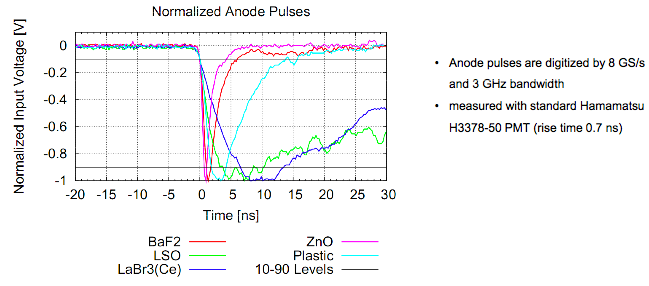 Normalized Anode Pulses
Normalized Input Voltage [V]
0
-0.2
-0.4
-0.6
-0.8
-1
-20 -15 -10 -5 0 5 10 15 20 25 30
Time [ns]
BaF2 ZnO
LSO Plastic
LaBr3(Ce) 10-90 Levels
• Anode pulses are digitized by 8 GS/s
and 3 GHz bandwidth
• measured with standard Hamamatsu
H3378-50 PMT (rise time 0.7 ns)